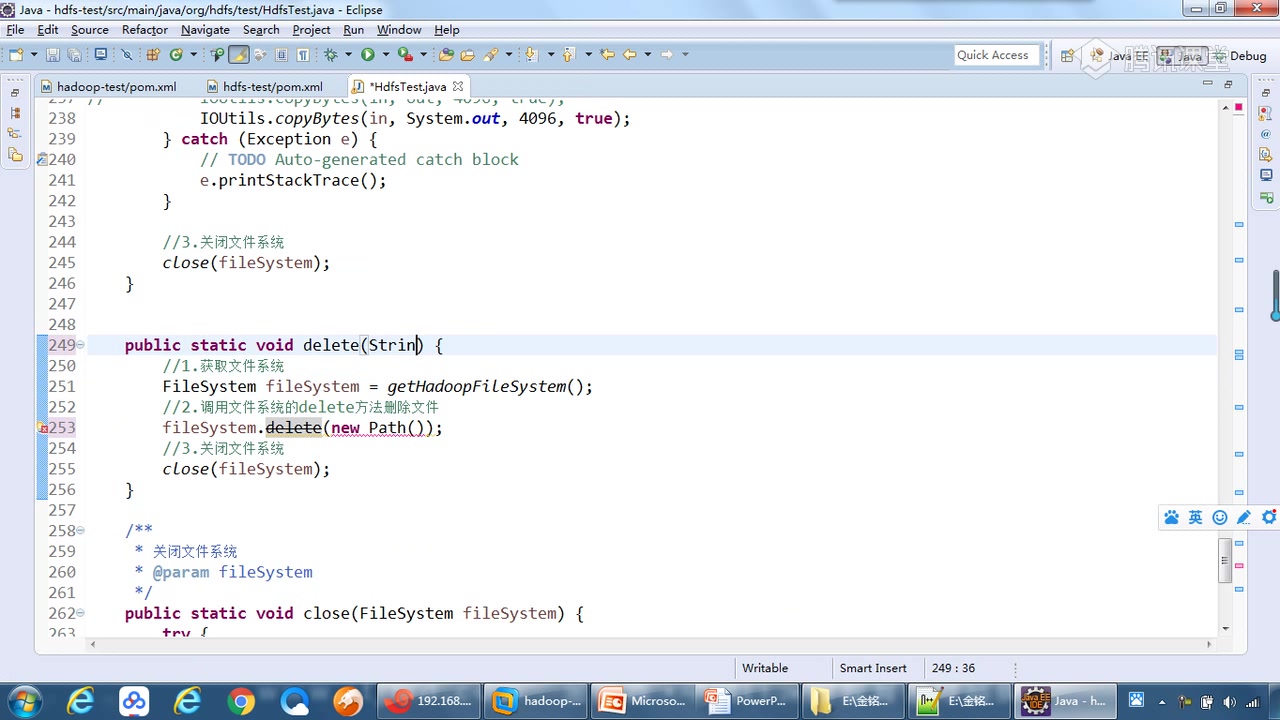 Java - hdfs-test/src/main/java/org/hdfs/test/HdfsTest.java - Eclipse
File Edit Source Refactor Navigate Search Project Run Window Help
Quick Access Java EE Java Debug
腾讯课堂
hadoop-test/pom.xml hdfs-test/pom.xml *HdfsTest.java
237 // IOUtils.copyBytes(in, out, 4096, true);
238 IOUtils.copyBytes(in, System.out, 4096, true);
239 } catch (Exception e) {
240 // TODO Auto-generated catch block
241 e.printStackTrace();
242 }
243
244 //3.关闭文件系统
245 close(fileSystem);
246 }
247
248
249 public static void delete(Strin) {
250 //1.获取文件系统
251 FileSystem fileSystem = getHadoopFileSystem();
252 //2.调用文件系统的delete方法删除文件
253 fileSystem.delete(new Path());
254 //3.关闭文件系统
255 close(fileSystem);
256 }
257
258 /**
259 * 关闭文件系统
260 * @param fileSystem
261 */
262 public static void close(FileSystem fileSystem) {
263 try {
英
Writable Smart Insert 249 : 36
192.168.... hadoop-... Microso... PowerP... E:\金铭... E:\金铭... Java - h...